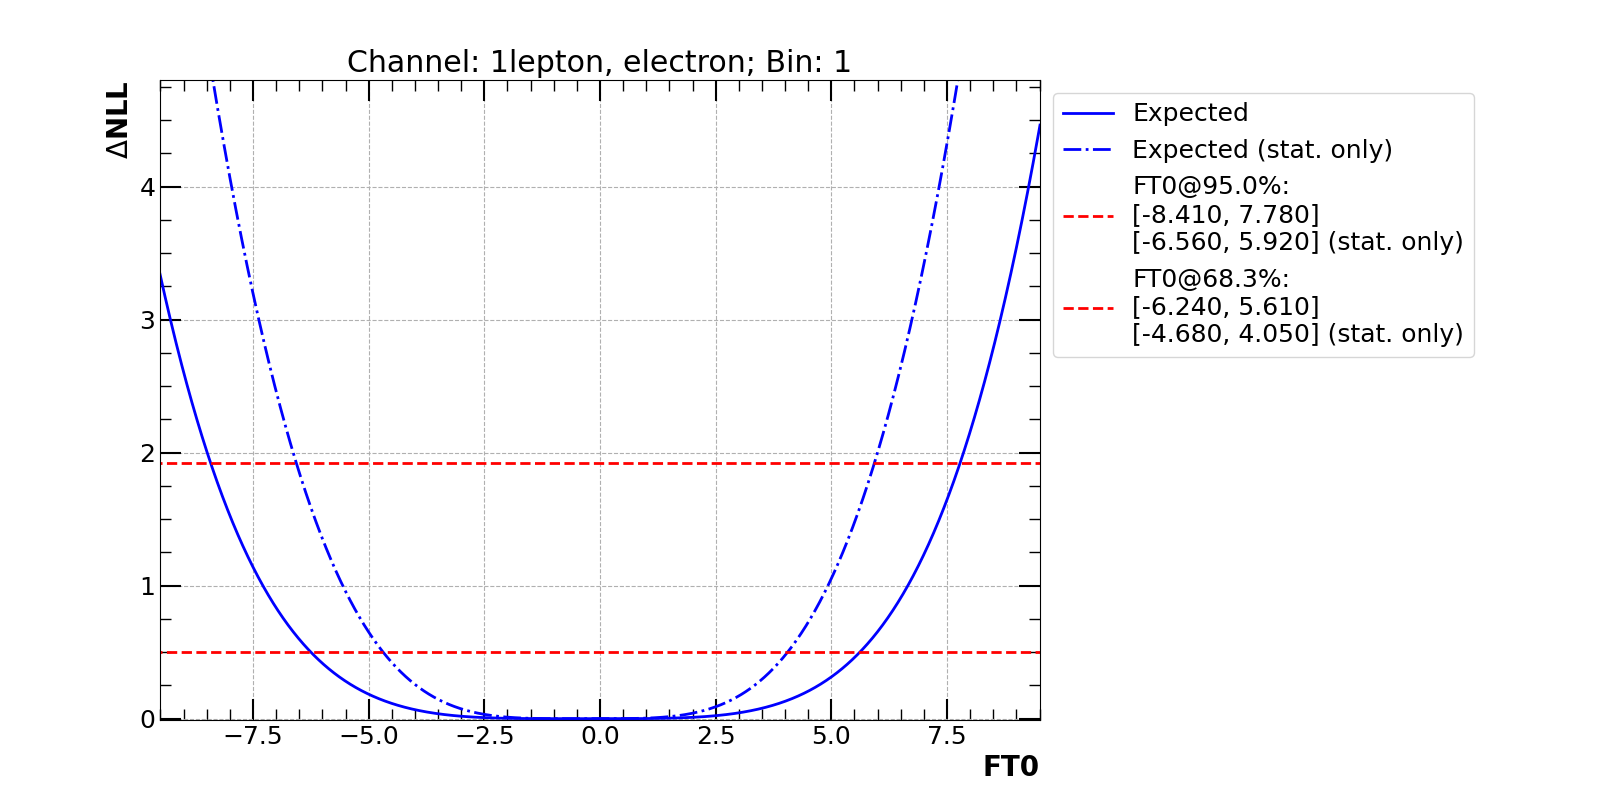 Channel: 1lepton, electron; Bin: 1
ΔNLL
4
3
2
1
0
−7.5 −5.0 −2.5 0.0 2.5 5.0 7.5
FT0
Expected
Expected (stat. only)
FT0@95.0%:
[-8.410, 7.780]
[-6.560, 5.920] (stat. only)
FT0@68.3%:
[-6.240, 5.610]
[-4.680, 4.050] (stat. only)